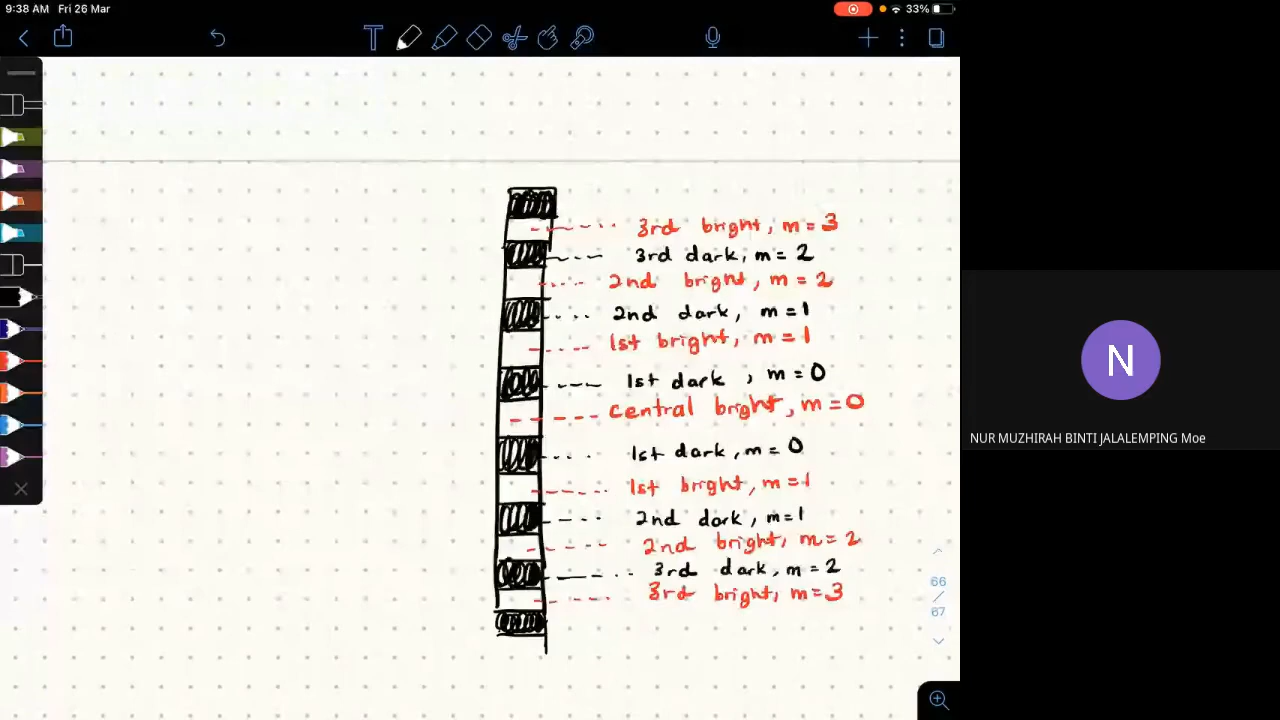 9:38 AM Fri 26 Mar
33%
T
3rd bright, m = 3
3rd dark, m = 2
2nd bright, m = 2
2nd dark, m = 1
1st bright, m = 1
1st dark, m = 0
central bright, m = 0
1st dark, m = 0
1st bright, m = 1
2nd dark, m = 1
2nd bright, m = 2
3rd dark, m = 2
3rd bright, m = 3
66
/
67
N
NUR MUZHIRAH BINTI JALALEMPING Moe